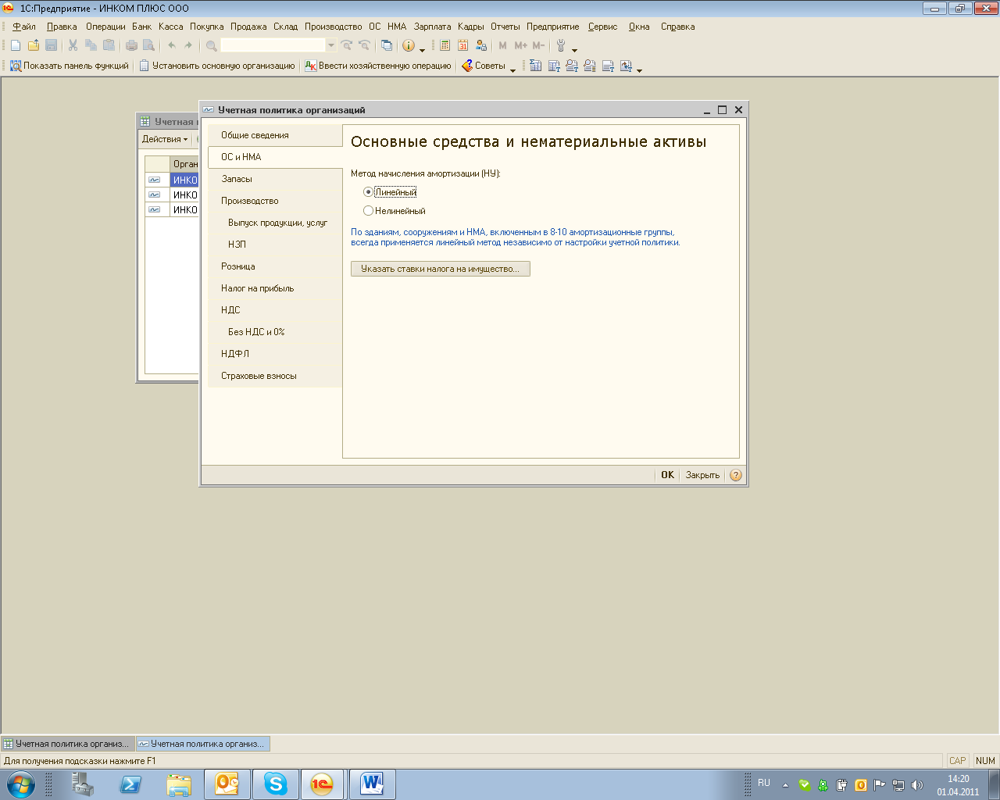 1С:Предприятие - ИНКОМ ПЛЮС ООО
Файл Правка Операции Банк Касса Покупка Продажа Склад Производство ОС НМА Зарплата Кадры Отчеты Предприятие Сервис Окна Справка
M M+ M-
Показать панель функций Установить основную организацию Ввести хозяйственную операцию Советы
Учетная
Действия
Орган
ИНКО
ИНКО
ИНКО
Учетная политика организаций
Общие сведения
ОС и НМА
Запасы
Производство
Выпуск продукции, услуг
НЗП
Розница
Налог на прибыль
НДС
Без НДС и 0%
НДФЛ
Страховые взносы
Основные средства и нематериальные активы
Метод начисления амортизации (НУ):
Линейный
Нелинейный
По зданиям, сооружениям и НМА, включенным в 8-10 амортизационные группы,
всегда применяется линейный метод независимо от настройки учетной политики.
Указать ставки налога на имущество...
OK Закрыть ?
Учетная политика организ... Учетная политика организ...
Для получения подсказки нажмите F1
CAP NUM
RU
14:20
01.04.2011